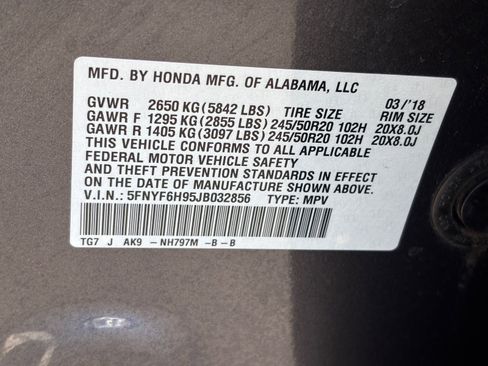 MFD. BY HONDA MFG. OF ALABAMA, LLC
03/'18
GVWR 2650 KG (5842 LBS) TIRE SIZE RIM SIZE
GAWR F 1295 KG (2855 LBS) 245/50R20 102H 20X8.0J
GAWR R 1405 KG (3097 LBS) 245/50R20 102H 20X8.0J
THIS VEHICLE CONFORMS TO ALL APPLICABLE
FEDERAL MOTOR VEHICLE SAFETY
AND THEFT PREVENTION STANDARDS IN
EFFECT ON THE DATE OF MANUFACTURE SHOWN ABOVE.
V.I.N.: 5FNYF6H95JB032856 TYPE: MPV
TG7 J AK9 -NH797M -B-B